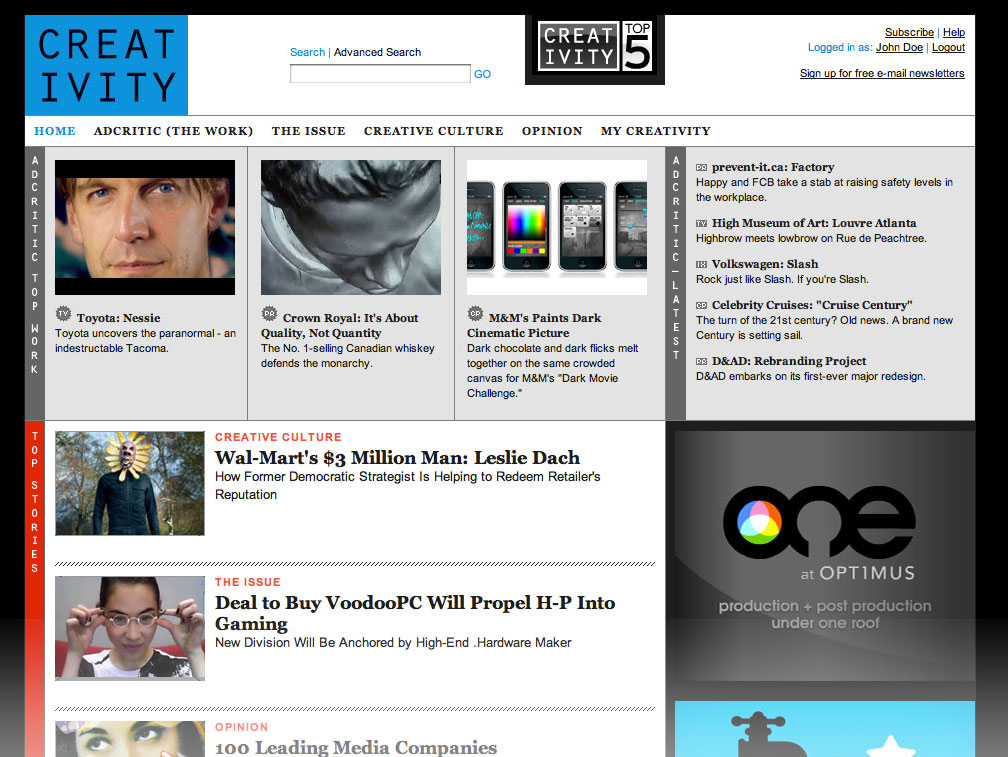 CREAT
IVITY
Search | Advanced Search
GO
CREAT
IVITY
TOP
5
Subscribe | Help
Logged in as: John Doe | Logout
Sign up for free e-mail newsletters
HOME ADCRITIC (THE WORK) THE ISSUE CREATIVE CULTURE OPINION MY CREATIVITY
ADCRITIC TOP WORK
TV Toyota: Nessie
Toyota uncovers the paranormal - an
indestructable Tacoma.
PR Crown Royal: It's About
Quality, Not Quantity
The No. 1-selling Canadian whiskey
defends the monarchy.
M&M's Paints Dark
Cinematic Picture
Dark chocolate and dark flicks melt
together on the same crowded
canvas for M&M's "Dark Movie
Challenge."
ADCRITIC—LATEST
prevent-it.ca: Factory
Happy and FCB take a stab at raising safety levels in
the workplace.
TV High Museum of Art: Louvre Atlanta
Highbrow meets lowbrow on Rue de Peachtree.
Volkswagen: Slash
Rock just like Slash. If you're Slash.
Celebrity Cruises: "Cruise Century"
The turn of the 21st century? Old news. A brand new
Century is setting sail.
D&AD: Rebranding Project
D&AD embarks on its first-ever major redesign.
TOP STORIES
CREATIVE CULTURE
Wal-Mart's $3 Million Man: Leslie Dach
How Former Democratic Strategist Is Helping to Redeem Retailer's
Reputation
THE ISSUE
Deal to Buy VoodooPC Will Propel H-P Into
Gaming
New Division Will Be Anchored by High-End .Hardware Maker
OPINION
100 Leading Media Companies
one
at OPT1MUS
production + post production
under one roof